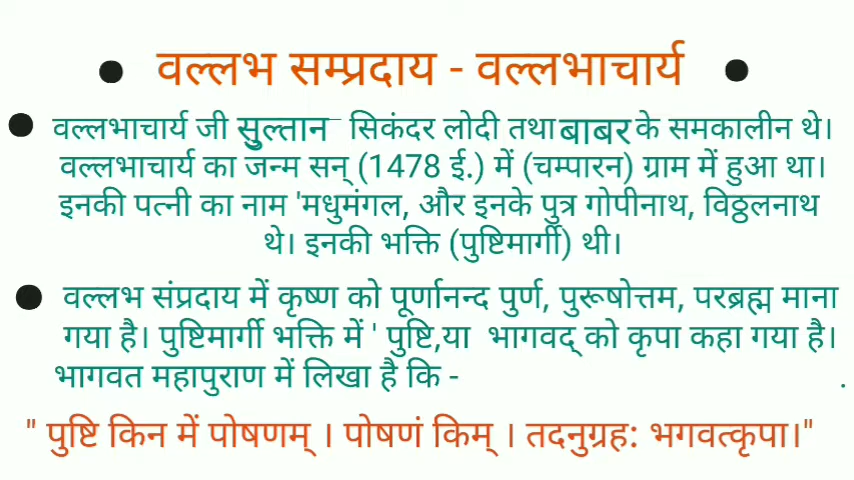 वल्लभ सम्प्रदाय - वल्लभाचार्य
वल्लभाचार्य जी सुल्तान सिकंदर लोदी तथा बाबर के समकालीन थे।
वल्लभाचार्य का जन्म सन् (1478 ई.) में (चम्पारन) ग्राम में हुआ था।
इनकी पत्नी का नाम 'मधुमंगल, और इनके पुत्र गोपीनाथ, विठ्ठलनाथ
थे। इनकी भक्ति (पुष्टिमार्गी) थी।
वल्लभ संप्रदाय में कृष्ण को पूर्णानन्द पुर्ण, पुरूषोत्तम, परब्रह्म माना
गया है। पुष्टिमार्गी भक्ति में ' पुष्टि,या भागवद् को कृपा कहा गया है।
भागवत महापुराण में लिखा है कि - .
" पुष्टि किन में पोषणम् । पोषणं किम् । तदनुग्रह: भगवत्कृपा।"